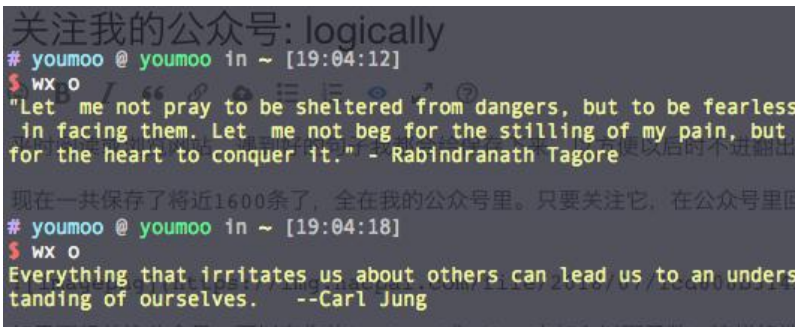 关注我的公众号: logically
# youmoo @ youmoo in ~ [19:04:12]
$ wx o
"Let  me not pray to be sheltered from dangers, but to be fearless
 in facing them. Let  me not beg for the stilling of my pain, but
for the heart to conquer it." - Rabindranath Tagore
现在一共保存了将近1600条了, 全在我的公众号里。只要关注它, 在公众号里回
# youmoo @ youmoo in ~ [19:04:18]
$ wx o
Everything that irritates us about others can lead us to an unders
tanding of ourselves.   --Carl Jung